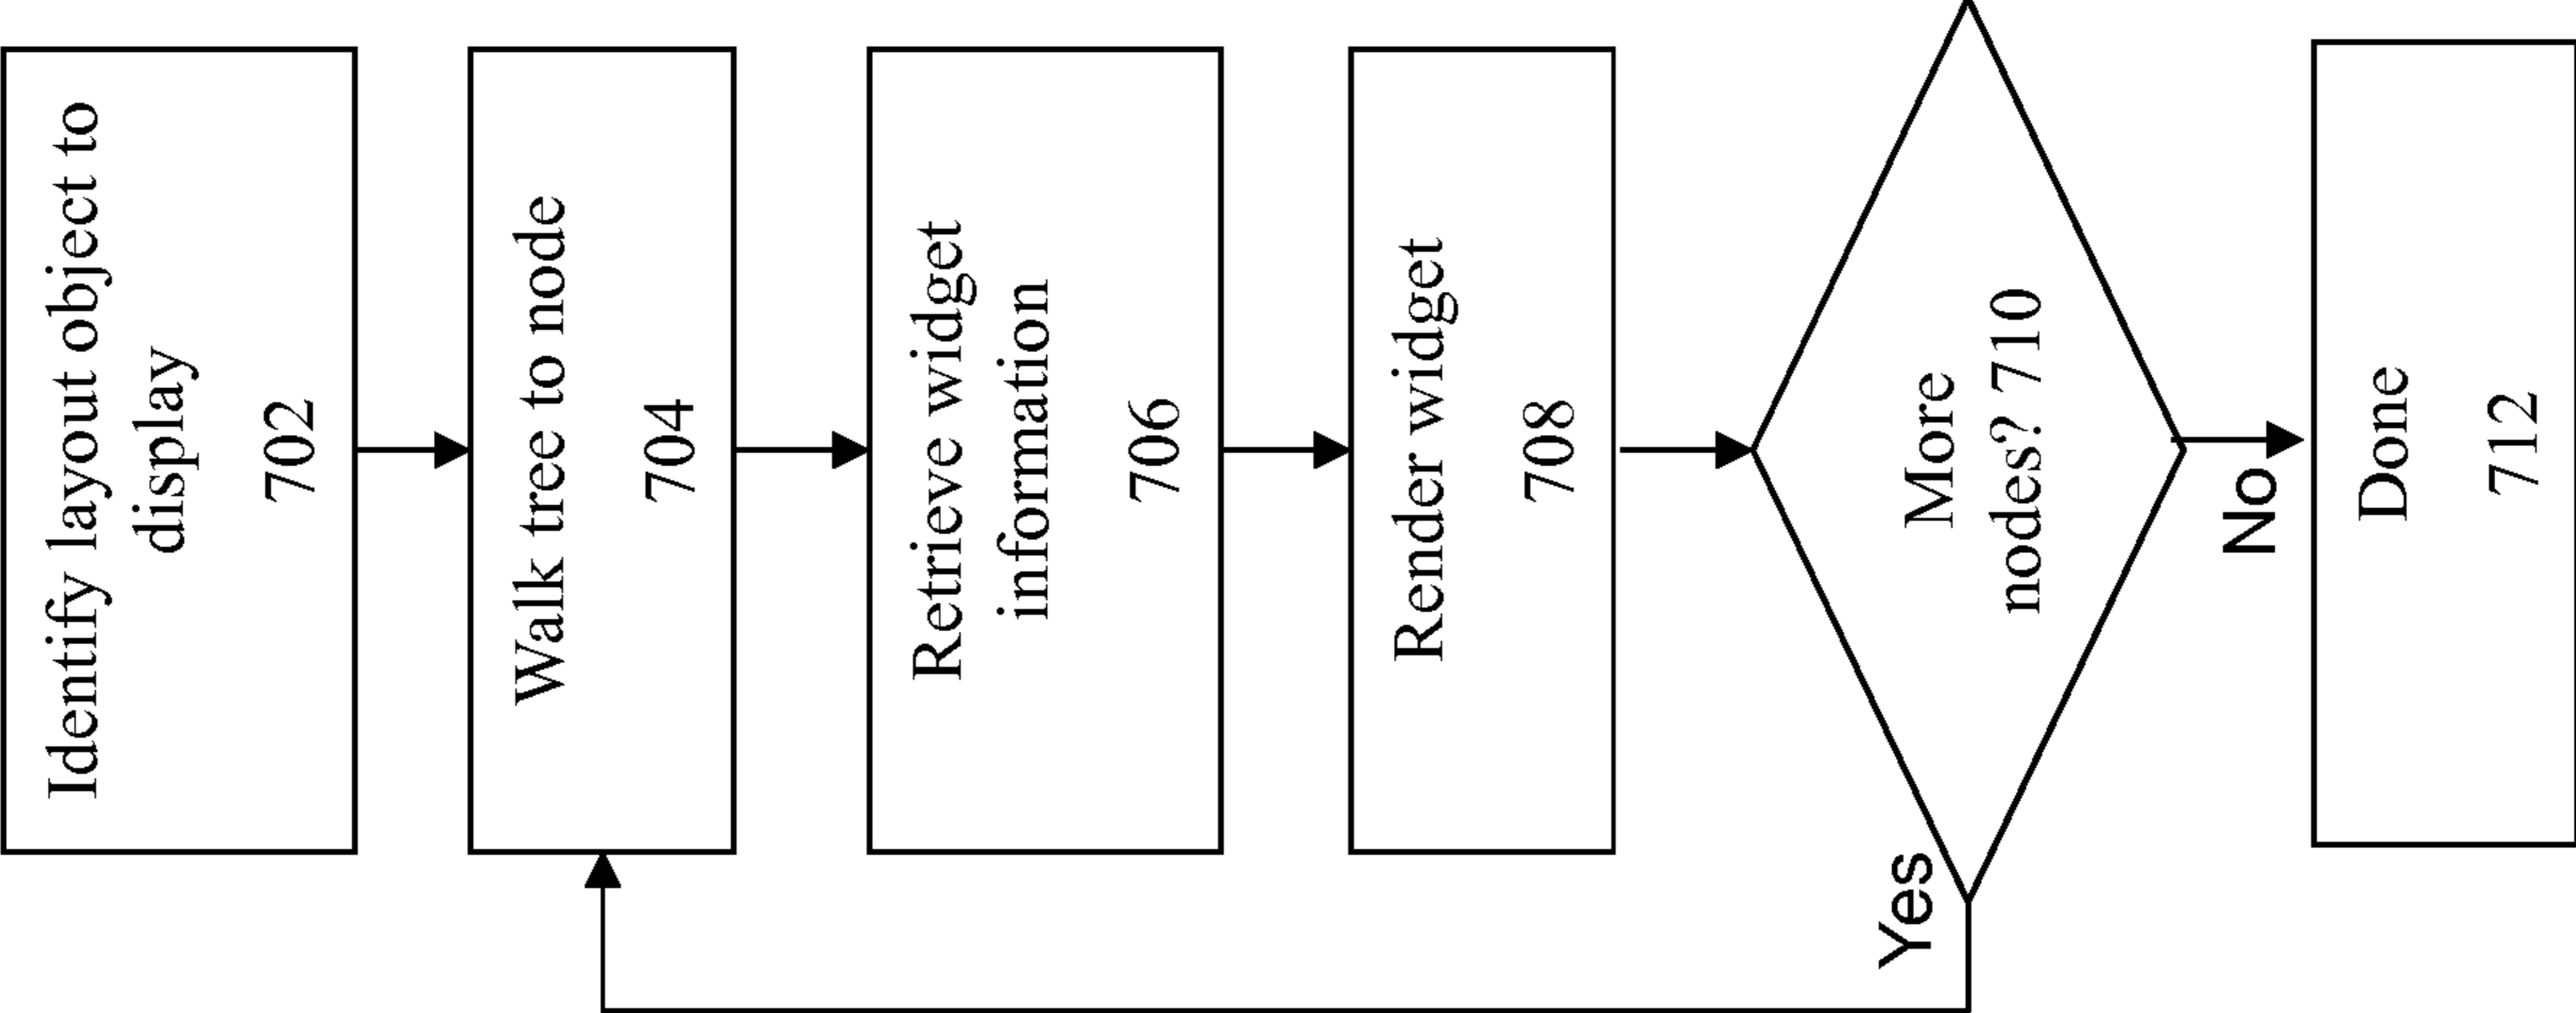 Identify layout object to
display
702
Walk tree to node
704
Retrieve widget
information
706
Render widget
708
More
nodes? 710
Yes
No
Done
712